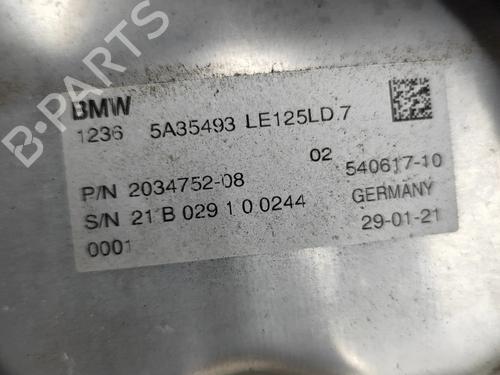 B-PARTS
BMW
1236 5A35493 LE125LD.7
02 540617-10
P/N 2034752-08 GERMANY
S/N 21 B 029 1 0 0244 29-01-21
0001